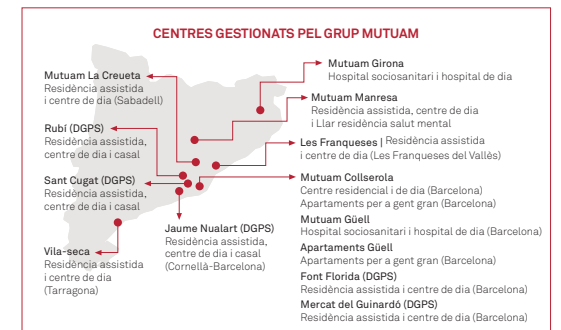 CENTRES GESTIONATS PEL GRUP MUTUAM
Mutuam La Creueta
Residència assistida
i centre de dia (Sabadell)
Rubí (DGPS)
Residència assistida,
centre de dia i casal
Sant Cugat (DGPS)
Residència assistida,
centre de dia i casal
Vila-seca
Residència assistida
i centre de dia
(Tarragona)
Jaume Nualart (DGPS)
Residència assistida,
centre de dia i casal
(Cornellà-Barcelona)
Mutuam Girona
Hospital sociosanitari i hospital de dia
Mutuam Manresa
Residència assistida, centre de dia
i Llar residència salut mental
Les Franqueses | Residència assistida
i centre de dia (Les Franqueses del Vallès)
Mutuam Collserola
Centre residencial i de dia (Barcelona)
Apartaments per a gent gran (Barcelona)
Mutuam Güell
Hospital sociosanitari i hospital de dia (Barcelona)
Apartaments Güell
Apartaments per a gent gran (Barcelona)
Font Florida (DGPS)
Residència assistida i centre de dia (Barcelona)
Mercat del Guinardó (DGPS)
Residència assistida i centre de dia (Barcelona)